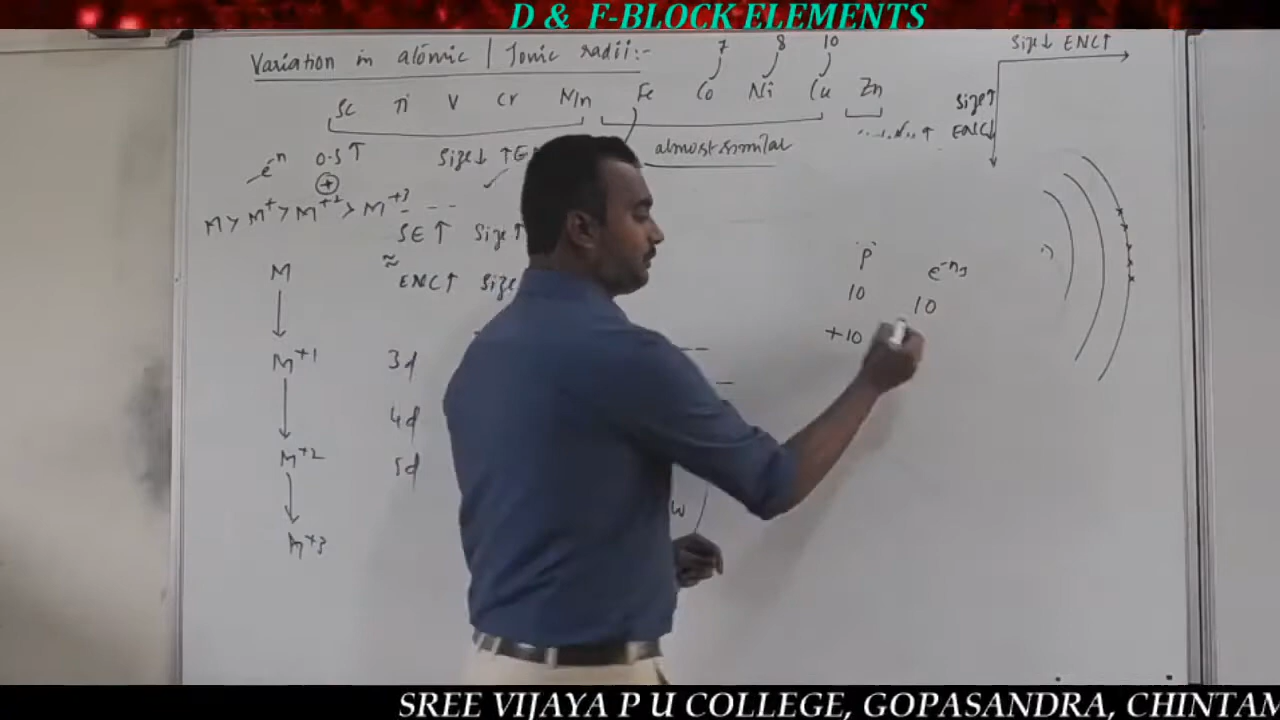 D & F-BLOCK ELEMENTS
Variation in atomic | Ionic radii:-
7 8 10
Sc Ti V Cr Mn Fe Co Ni Cu Zn
Size↓ ENC↑
Size↑
ENC↓
e⁻ⁿ 0.5↑ Size↓ ↑E almost similar
+
M > M⁺ > M⁺² > M⁺³ - - -
SE↑ Size↑
≈
ENC↑ Size
M
M⁺¹
M⁺²
M⁺³
3d
4d
5d
W
"P" e⁻ⁿs
10 10
+10
1)
SREE VIJAYA P U COLLEGE, GOPASANDRA, CHINTAM